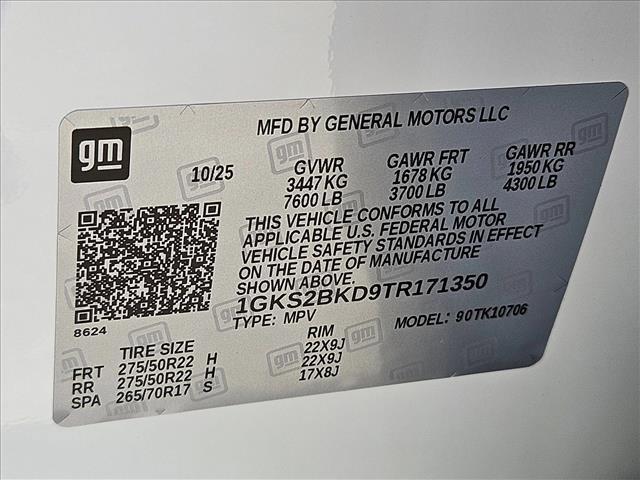 gm
MFD BY GENERAL MOTORS LLC
10/25 GVWR GAWR FRT GAWR RR
3447 KG 1678 KG 1950 KG
7600 LB 3700 LB 4300 LB
THIS VEHICLE CONFORMS TO ALL
APPLICABLE U.S. FEDERAL MOTOR
VEHICLE SAFETY STANDARDS IN EFFECT
ON THE DATE OF MANUFACTURE
SHOWN ABOVE.
1GKS2BKD9TR171350
8624
TYPE: MPV MODEL: 90TK10706
TIRE SIZE RIM
FRT 275/50R22 H 22X9J
RR 275/50R22 H 22X9J
SPA 265/70R17 S 17X8J